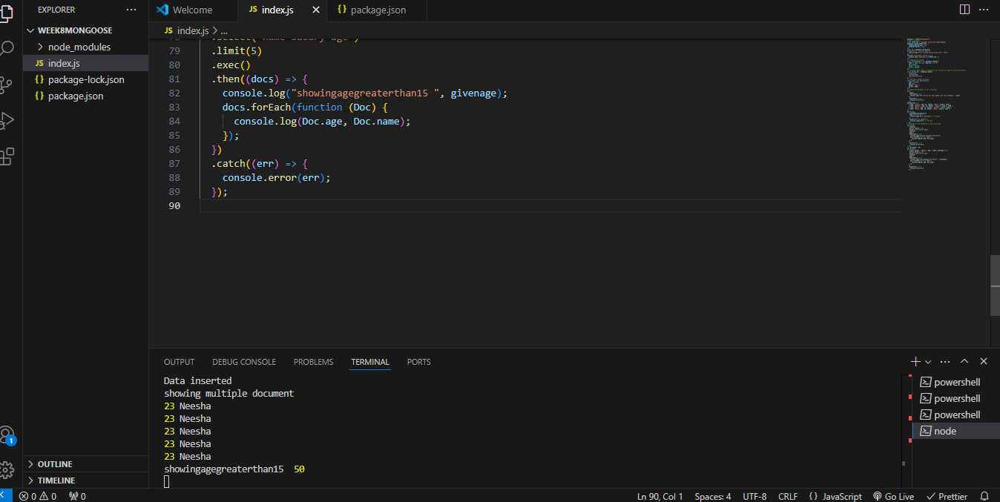 EXPLORER
···
Welcome
JS index.js
{} package.json
···
WEEK8MONGOOSE
node_modules
JS index.js
{} package-lock.json
{} package.json
JS index.js > ...
79 .limit(5)
80 .exec()
81 .then((docs) => {
82 console.log("showingagegreaterthan15 ", givenage);
83 docs.forEach(function (Doc) {
84 console.log(Doc.age, Doc.name);
85 });
86 })
87 .catch((err) => {
88 console.error(err);
89 });
90
OUTPUT DEBUG CONSOLE PROBLEMS TERMINAL PORTS
Data inserted
showing multiple document
23 Neesha
23 Neesha
23 Neesha
23 Neesha
23 Neesha
showingagegreaterthan15  50
powershell
powershell
powershell
node
1
OUTLINE
TIMELINE
0 0 0
Ln 90, Col 1 Spaces: 4 UTF-8 CRLF {} JavaScript Go Live Prettier